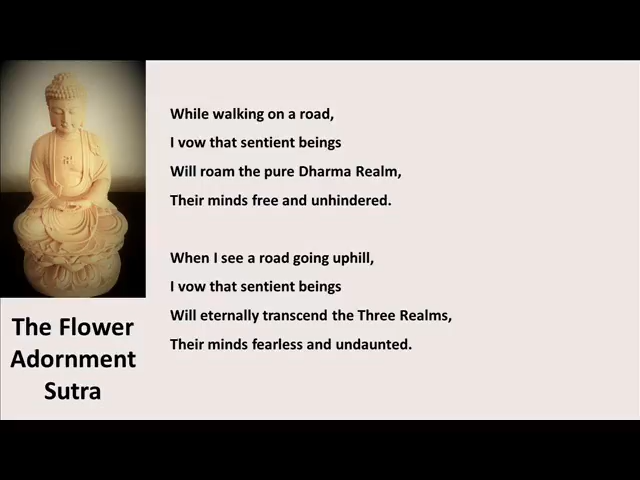 While walking on a road,
I vow that sentient beings
Will roam the pure Dharma Realm,
Their minds free and unhindered.
When I see a road going uphill,
I vow that sentient beings
Will eternally transcend the Three Realms,
Their minds fearless and undaunted.
The Flower
Adornment
Sutra